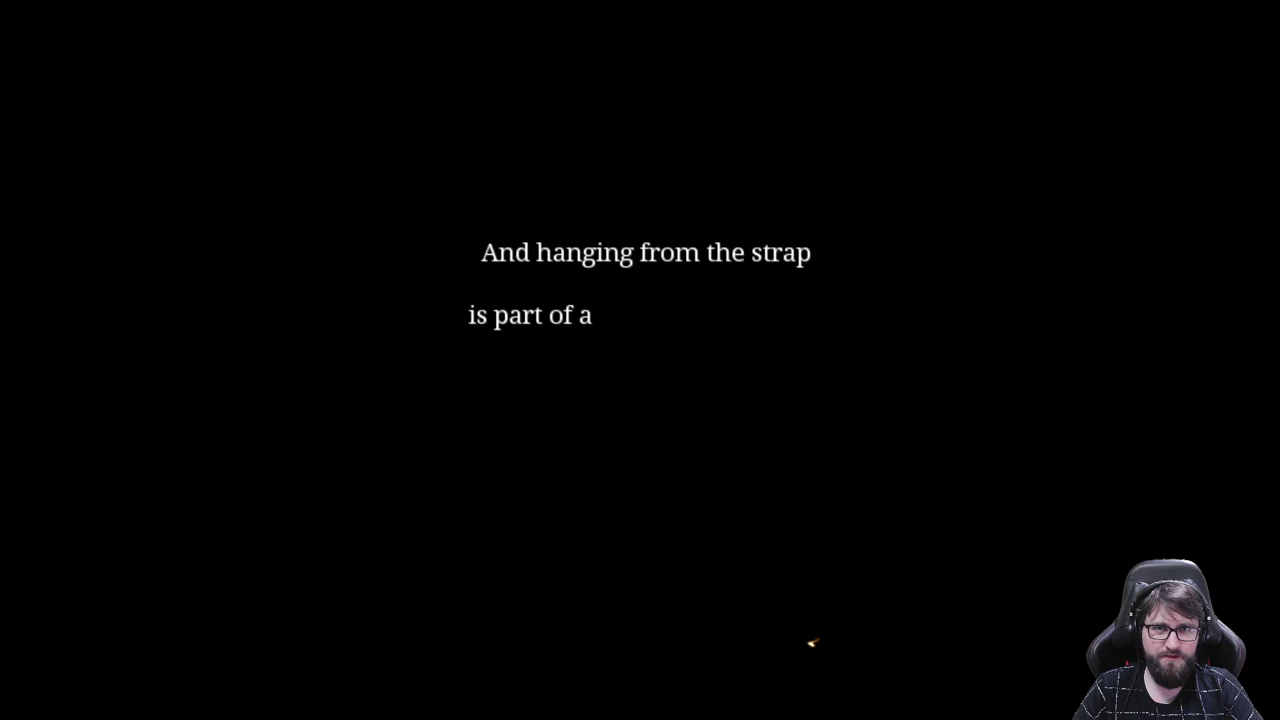 And hanging from the strap
is part of a